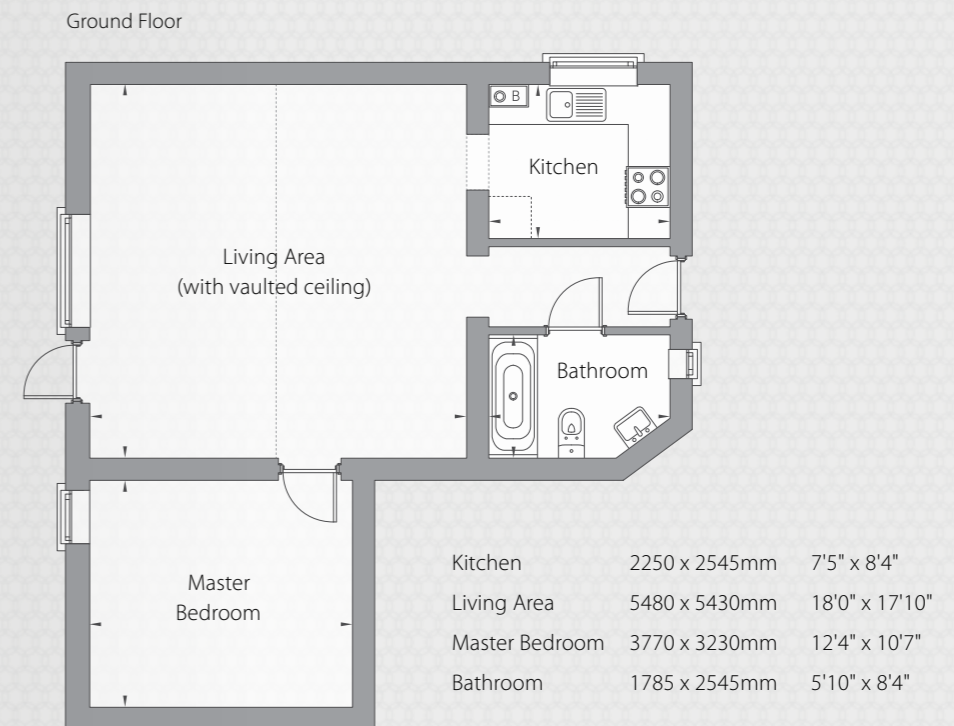 Ground Floor
B
Kitchen
Living Area
(with vaulted ceiling)
Bathroom
Master
Bedroom
Kitchen 2250 x 2545mm 7'5" x 8'4"
Living Area 5480 x 5430mm 18'0" x 17'10"
Master Bedroom 3770 x 3230mm 12'4" x 10'7"
Bathroom 1785 x 2545mm 5'10" x 8'4"